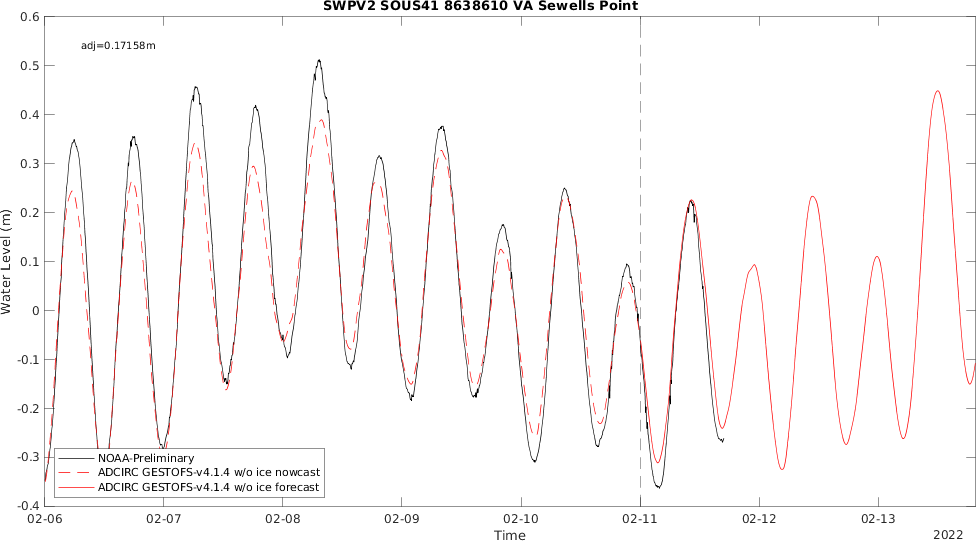 SWPV2 SOUS41 8638610 VA Sewells Point
adj=0.17158m
0.6
0.5
0.4
0.3
0.2
0.1
0
-0.1
-0.2
-0.3
-0.4
Water Level (m)
NOAA-Preliminary
ADCIRC GESTOFS-v4.1.4 w/o ice nowcast
ADCIRC GESTOFS-v4.1.4 w/o ice forecast
02-06 02-07 02-08 02-09 02-10 02-11 02-12 02-13
Time
2022